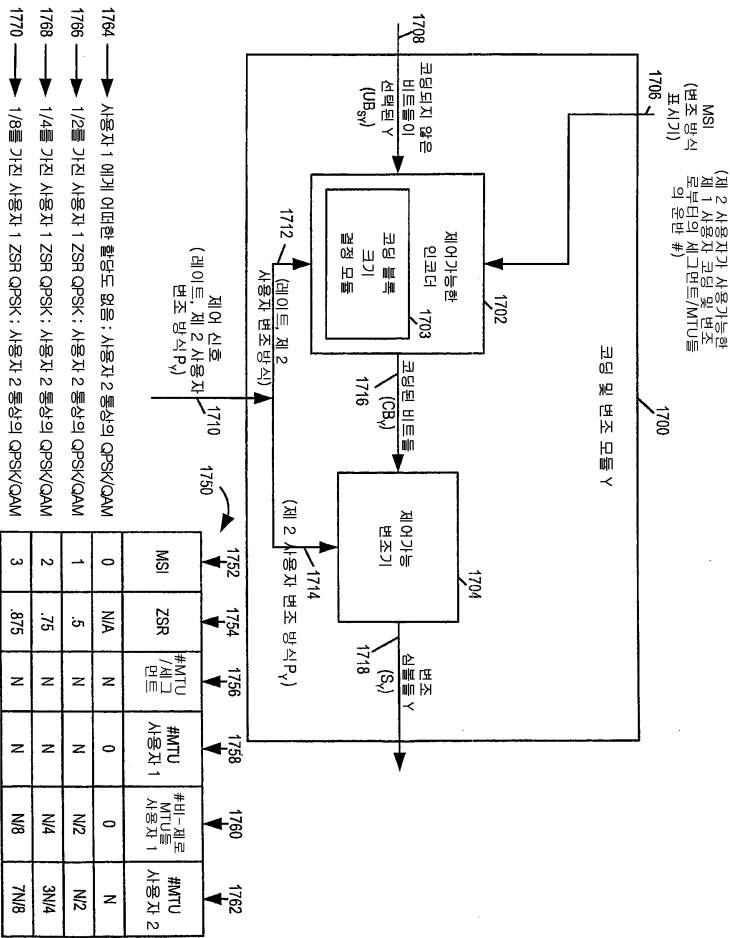 1700
코딩 및 변조 모듈 Y
1706
MSI
(변조 방식
표시기)
(제 2 사용자가 사용가능한
제 1 사용자 코딩 및 변조
로부터의 세그먼트/MTU들
의 운반 #)
1708
코딩되지 않은
비트들이
선택된 Y
(UBSY)
제어가능한
인코더
1702
코딩 블록
크기
결정 모듈
1703
1712
(레이트, 제 2
사용자 변조방식)
1716
코딩된 비트들
(CBY)
제어가능
변조기
1704
1714
(제 2 사용자 변조 방식PY)
1718
변조
심볼들 Y
(SY)
제어 신호
(레이트, 제 2 사용자
변조 방식PY)
1710
1750
1752 1754 1756 1758 1760 1762
MSI ZSR #MTU
/세그
먼트 #MTU
사용자 1 #비-제로
MTU들
사용자 1 #MTU
사용자 2
0 N/A N 0 0 N
1 .5 N N N/2 N/2
2 .75 N N N/4 3N/4
3 .875 N N N/8 7N/8
1764 사용자 1 에게 어떠한 할당도 없음 ; 사용자 2 통상의 QPSK/QAM
1766 1/2를 가진 사용자 1 ZSR QPSK ; 사용자 2 통상의 QPSK/QAM
1768 1/4를 가진 사용자 1 ZSR QPSK ; 사용자 2 통상의 QPSK/QAM
1770 1/8를 가진 사용자 1 ZSR QPSK ; 사용자 2 통상의 QPSK/QAM